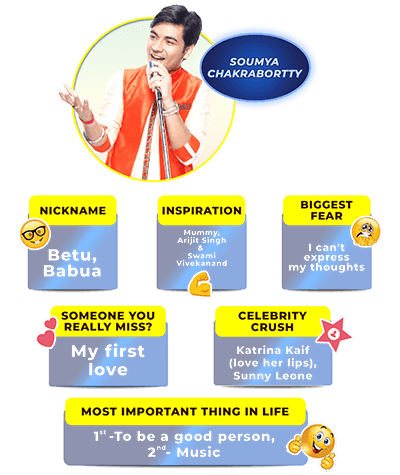 SOUMYA
CHAKRABORTTY
NICKNAME
Betu,
Babua
INSPIRATION
Mummy,
Arijit Singh
&
Swami
Vivekanand
BIGGEST
FEAR
I can't
express
my thoughts
SOMEONE YOU
REALLY MISS?
My first
love
CELEBRITY
CRUSH
Katrina Kaif
(love her lips),
Sunny Leone
MOST IMPORTANT THING IN LIFE
1st -To be a good person,
2nd- Music